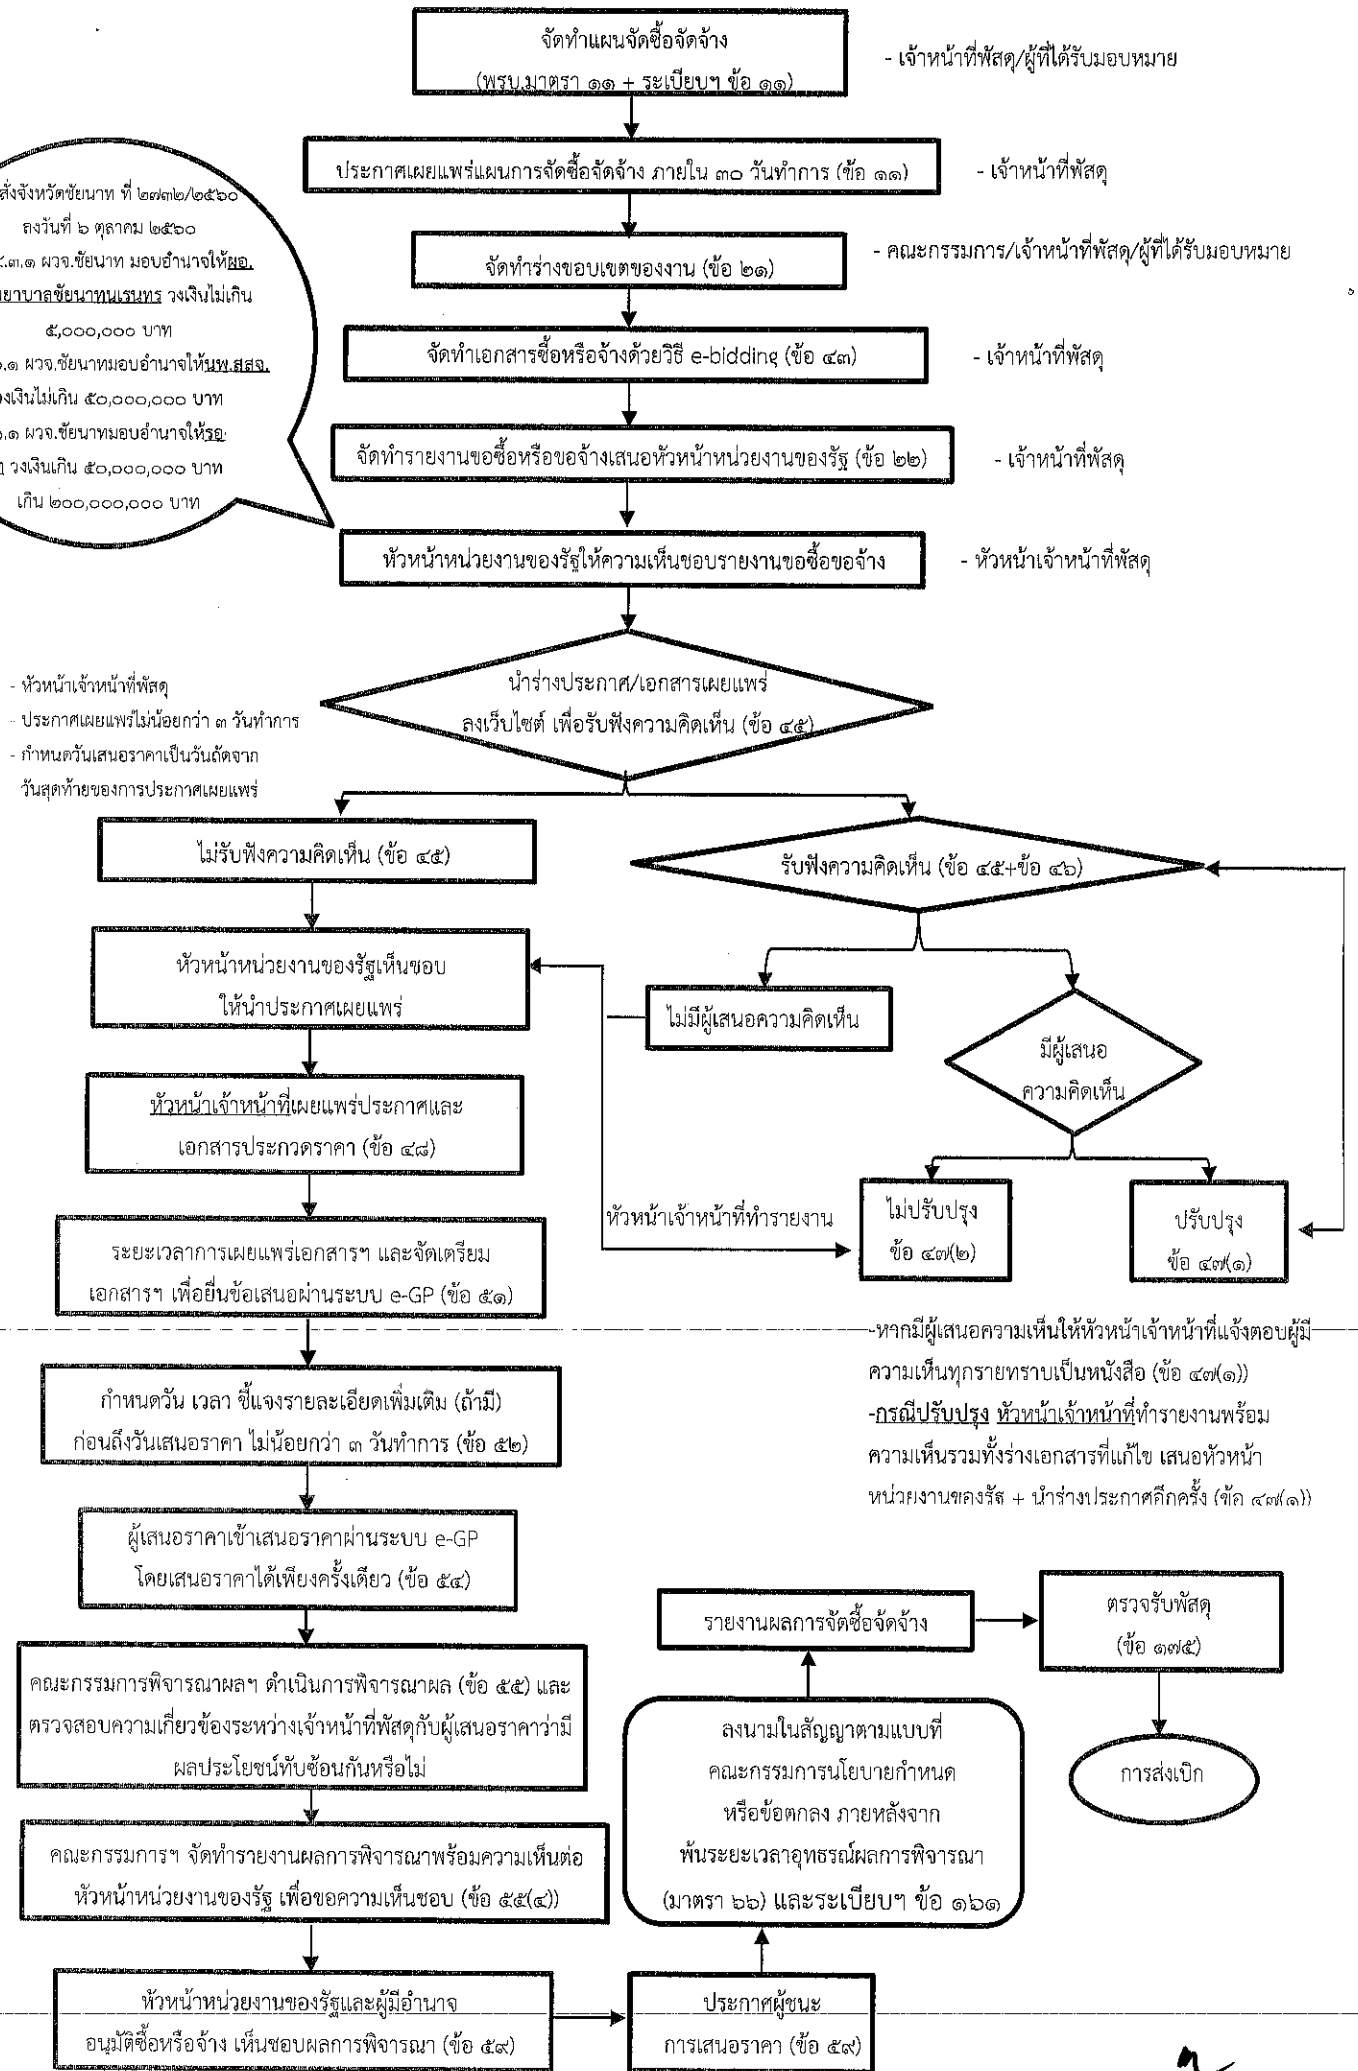 จัดทำแผนจัดซื้อจัดจ้าง
(พรบ.มาตรา ๑๑ + ระเบียบฯ ข้อ ๑๑)
- เจ้าหน้าที่พัสดุ/ผู้ที่ได้รับมอบหมาย
ประกาศเผยแพร่แผนการจัดซื้อจัดจ้าง ภายใน ๓๐ วันทำการ (ข้อ ๑๑)
- เจ้าหน้าที่พัสดุ
สั่งจังหวัดชัยนาท ที่ ๒๗๓๒/๒๕๖๐
ลงวันที่ ๖ ตุลาคม ๒๕๖๐
.๓.๑ ผวจ.ชัยนาท มอบอำนาจให้ผอ.
ยาบาลชัยนาทนเรนทร วงเงินไม่เกิน
๕,๐๐๐,๐๐๐ บาท
.๑ ผวจ.ชัยนาทมอบอำนาจให้นพ.สสจ.
งเงินไม่เกิน ๕๐,๐๐๐,๐๐๐ บาท
.๑ ผวจ.ชัยนาทมอบอำนาจให้รอ
วงเงินเกิน ๕๐,๐๐๐,๐๐๐ บาท
เกิน ๒๐๐,๐๐๐,๐๐๐ บาท
จัดทำร่างขอบเขตของงาน (ข้อ ๒๑)
- คณะกรรมการ/เจ้าหน้าที่พัสดุ/ผู้ที่ได้รับมอบหมาย
จัดทำเอกสารซื้อหรือจ้างด้วยวิธี e-bidding (ข้อ ๔๓)
- เจ้าหน้าที่พัสดุ
จัดทำรายงานขอซื้อหรือขอจ้างเสนอหัวหน้าหน่วยงานของรัฐ (ข้อ ๒๒)
- เจ้าหน้าที่พัสดุ
หัวหน้าหน่วยงานของรัฐให้ความเห็นชอบรายงานขอซื้อขอจ้าง
- หัวหน้าเจ้าหน้าที่พัสดุ
นำร่างประกาศ/เอกสารเผยแพร่
ลงเว็บไซต์ เพื่อรับฟังความคิดเห็น (ข้อ ๔๕)
- หัวหน้าเจ้าหน้าที่พัสดุ
- ประกาศเผยแพร่ไม่น้อยกว่า ๓ วันทำการ
- กำหนดวันเสนอราคาเป็นวันถัดจาก
วันสุดท้ายของการประกาศเผยแพร่
ไม่รับฟังความคิดเห็น (ข้อ ๔๕)
รับฟังความคิดเห็น (ข้อ ๔๕+ข้อ ๔๖)
หัวหน้าหน่วยงานของรัฐเห็นชอบ
ให้นำประกาศเผยแพร่
ไม่มีผู้เสนอความคิดเห็น
มีผู้เสนอ
ความคิดเห็น
หัวหน้าเจ้าหน้าที่เผยแพร่ประกาศและ
เอกสารประกวดราคา (ข้อ ๔๘)
หัวหน้าเจ้าหน้าที่ทำรายงาน
ไม่ปรับปรุง
ข้อ ๔๗(๒)
ปรับปรุง
ข้อ ๔๗(๑)
ระยะเวลาการเผยแพร่เอกสารฯ และจัดเตรียม
เอกสารฯ เพื่อยื่นข้อเสนอผ่านระบบ e-GP (ข้อ ๕๑)
-หากมีผู้เสนอความเห็นให้หัวหน้าเจ้าหน้าที่แจ้งตอบผู้มี
ความเห็นทุกรายทราบเป็นหนังสือ (ข้อ ๔๗(๑))
-กรณีปรับปรุง หัวหน้าเจ้าหน้าที่ทำรายงานพร้อม
ความเห็นรวมทั้งร่างเอกสารที่แก้ไข เสนอหัวหน้า
หน่วยงานของรัฐ + นำร่างประกาศอีกครั้ง (ข้อ ๔๗(๑))
กำหนดวัน เวลา ชี้แจงรายละเอียดเพิ่มเติม (ถ้ามี)
ก่อนถึงวันเสนอราคา ไม่น้อยกว่า ๓ วันทำการ (ข้อ ๕๒)
ผู้เสนอราคาเข้าเสนอราคาผ่านระบบ e-GP
โดยเสนอราคาได้เพียงครั้งเดียว (ข้อ ๕๔)
คณะกรรมการพิจารณาผลฯ ดำเนินการพิจารณาผล (ข้อ ๕๕) และ
ตรวจสอบความเกี่ยวข้องระหว่างเจ้าหน้าที่พัสดุกับผู้เสนอราคาว่ามี
ผลประโยชน์ทับซ้อนกันหรือไม่
คณะกรรมการฯ จัดทำรายงานผลการพิจารณาพร้อมความเห็นต่อ
หัวหน้าหน่วยงานของรัฐ เพื่อขอความเห็นชอบ (ข้อ ๕๕(๔))
หัวหน้าหน่วยงานของรัฐและผู้มีอำนาจ
อนุมัติซื้อหรือจ้าง เห็นชอบผลการพิจารณา (ข้อ ๕๙)
ประกาศผู้ชนะ
การเสนอราคา (ข้อ ๕๙)
ลงนามในสัญญาตามแบบที่
คณะกรรมการนโยบายกำหนด
หรือข้อตกลง ภายหลังจาก
พ้นระยะเวลาอุทธรณ์ผลการพิจารณา
(มาตรา ๖๖) และระเบียบฯ ข้อ ๑๖๑
รายงานผลการจัดซื้อจัดจ้าง
ตรวจรับพัสดุ
(ข้อ ๑๗๕)
การส่งเบิก